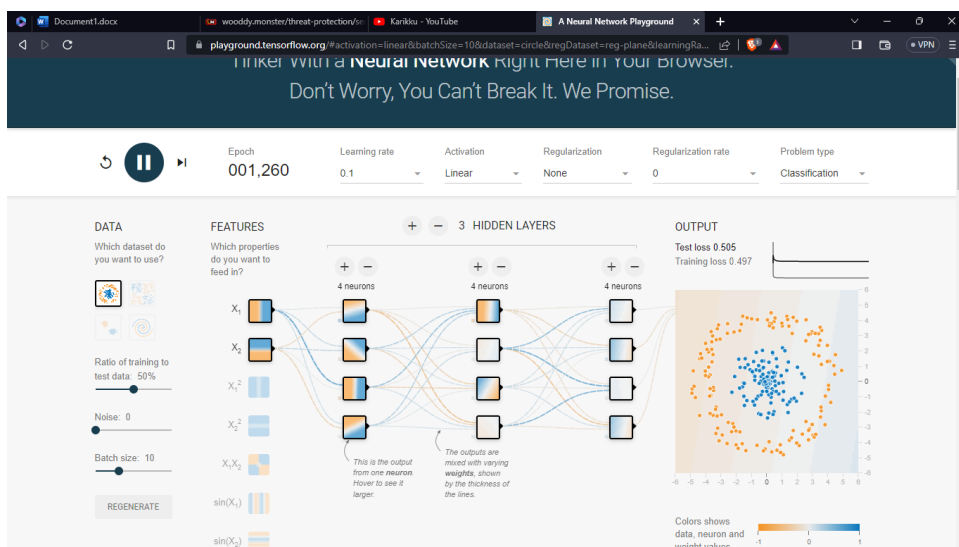 Document1.docx
wooddy.monster/threat-protection/se
Karikku - YouTube
A Neural Network Playground
playground.tensorflow.org/#activation=linear&batchSize=10&dataset=circle&regDataset=reg-plane&learningRa...
VPN
Tinker With a Neural Network Right Here in Your Browser.
Don't Worry, You Can't Break It. We Promise.
Epoch
001,260
Learning rate
0.1
Activation
Linear
Regularization
None
Regularization rate
0
Problem type
Classification
DATA
Which dataset do
you want to use?
Ratio of training to
test data: 50%
Noise: 0
Batch size: 10
REGENERATE
FEATURES
Which properties
do you want to
feed in?
X₁
X₂
X₁²
X₂²
X₁X₂
sin(X₁)
sin(X₂)
+ − 3 HIDDEN LAYERS
+ −
4 neurons
+ −
4 neurons
+ −
4 neurons
This is the output
from one neuron.
Hover to see it
larger.
The outputs are
mixed with varying
weights, shown
by the thickness of
the lines.
OUTPUT
Test loss 0.505
Training loss 0.497
6
5
4
3
2
1
0
-1
-2
-3
-4
-5
-6
-6 -5 -4 -3 -2 -1 0 1 2 3 4 5 6
Colors shows
data, neuron and
weight values.
-1 0 1